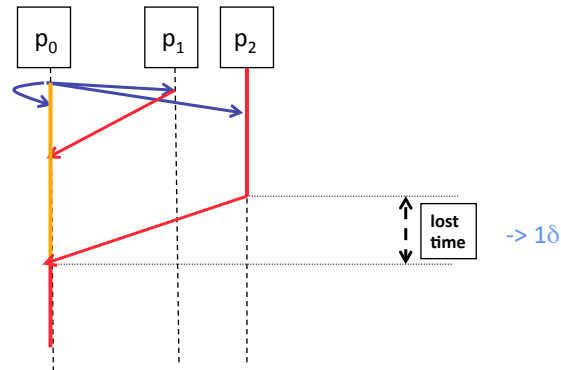 p₀ p₁ p₂
lost
time
-> 1δ